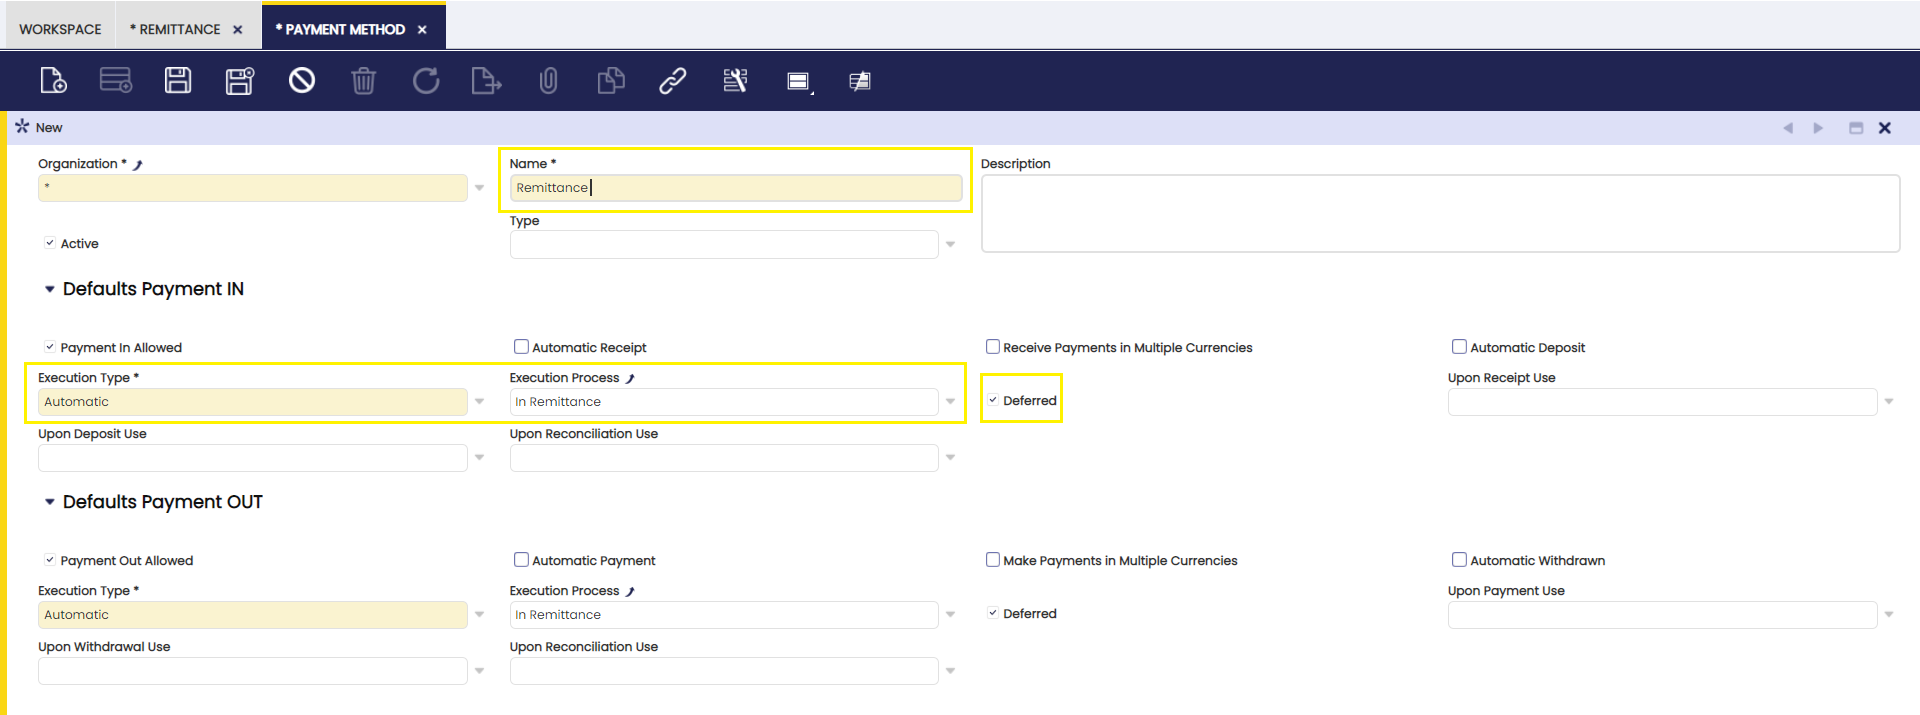 WORKSPACE * REMITTANCE * PAYMENT METHOD
New
Organization * Name * Description
* Remittance
Type
Active
Defaults Payment IN
Payment In Allowed Automatic Receipt Receive Payments in Multiple Currencies Automatic Deposit
Execution Type * Execution Process Upon Receipt Use
Automatic In Remittance Deferred
Upon Deposit Use Upon Reconciliation Use
Defaults Payment OUT
Payment Out Allowed Automatic Payment Make Payments in Multiple Currencies Automatic Withdrawn
Execution Type * Execution Process Upon Payment Use
Automatic In Remittance Deferred
Upon Withdrawal Use Upon Reconciliation Use